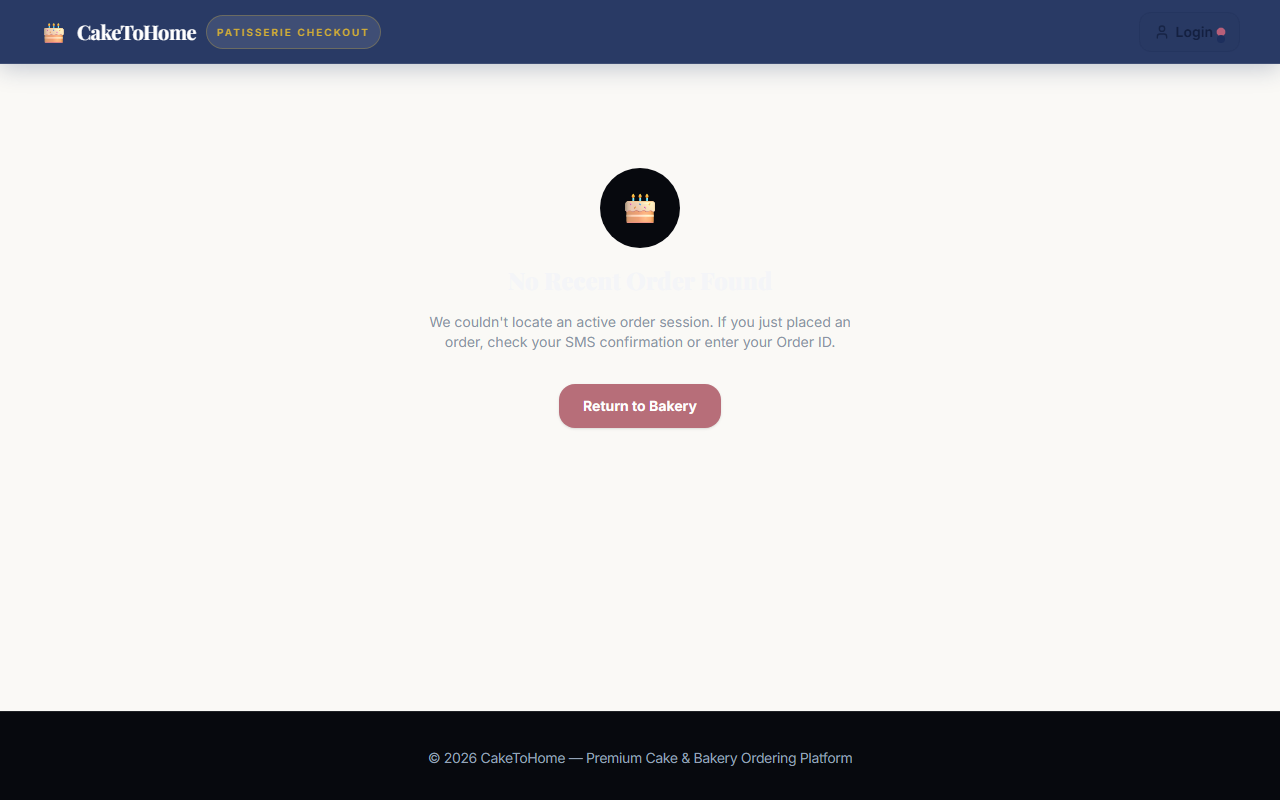 CakeToHome
PATISSERIE CHECKOUT
Login
No Recent Order Found
We couldn't locate an active order session. If you just placed an
order, check your SMS confirmation or enter your Order ID.
Return to Bakery
© 2026 CakeToHome — Premium Cake & Bakery Ordering Platform